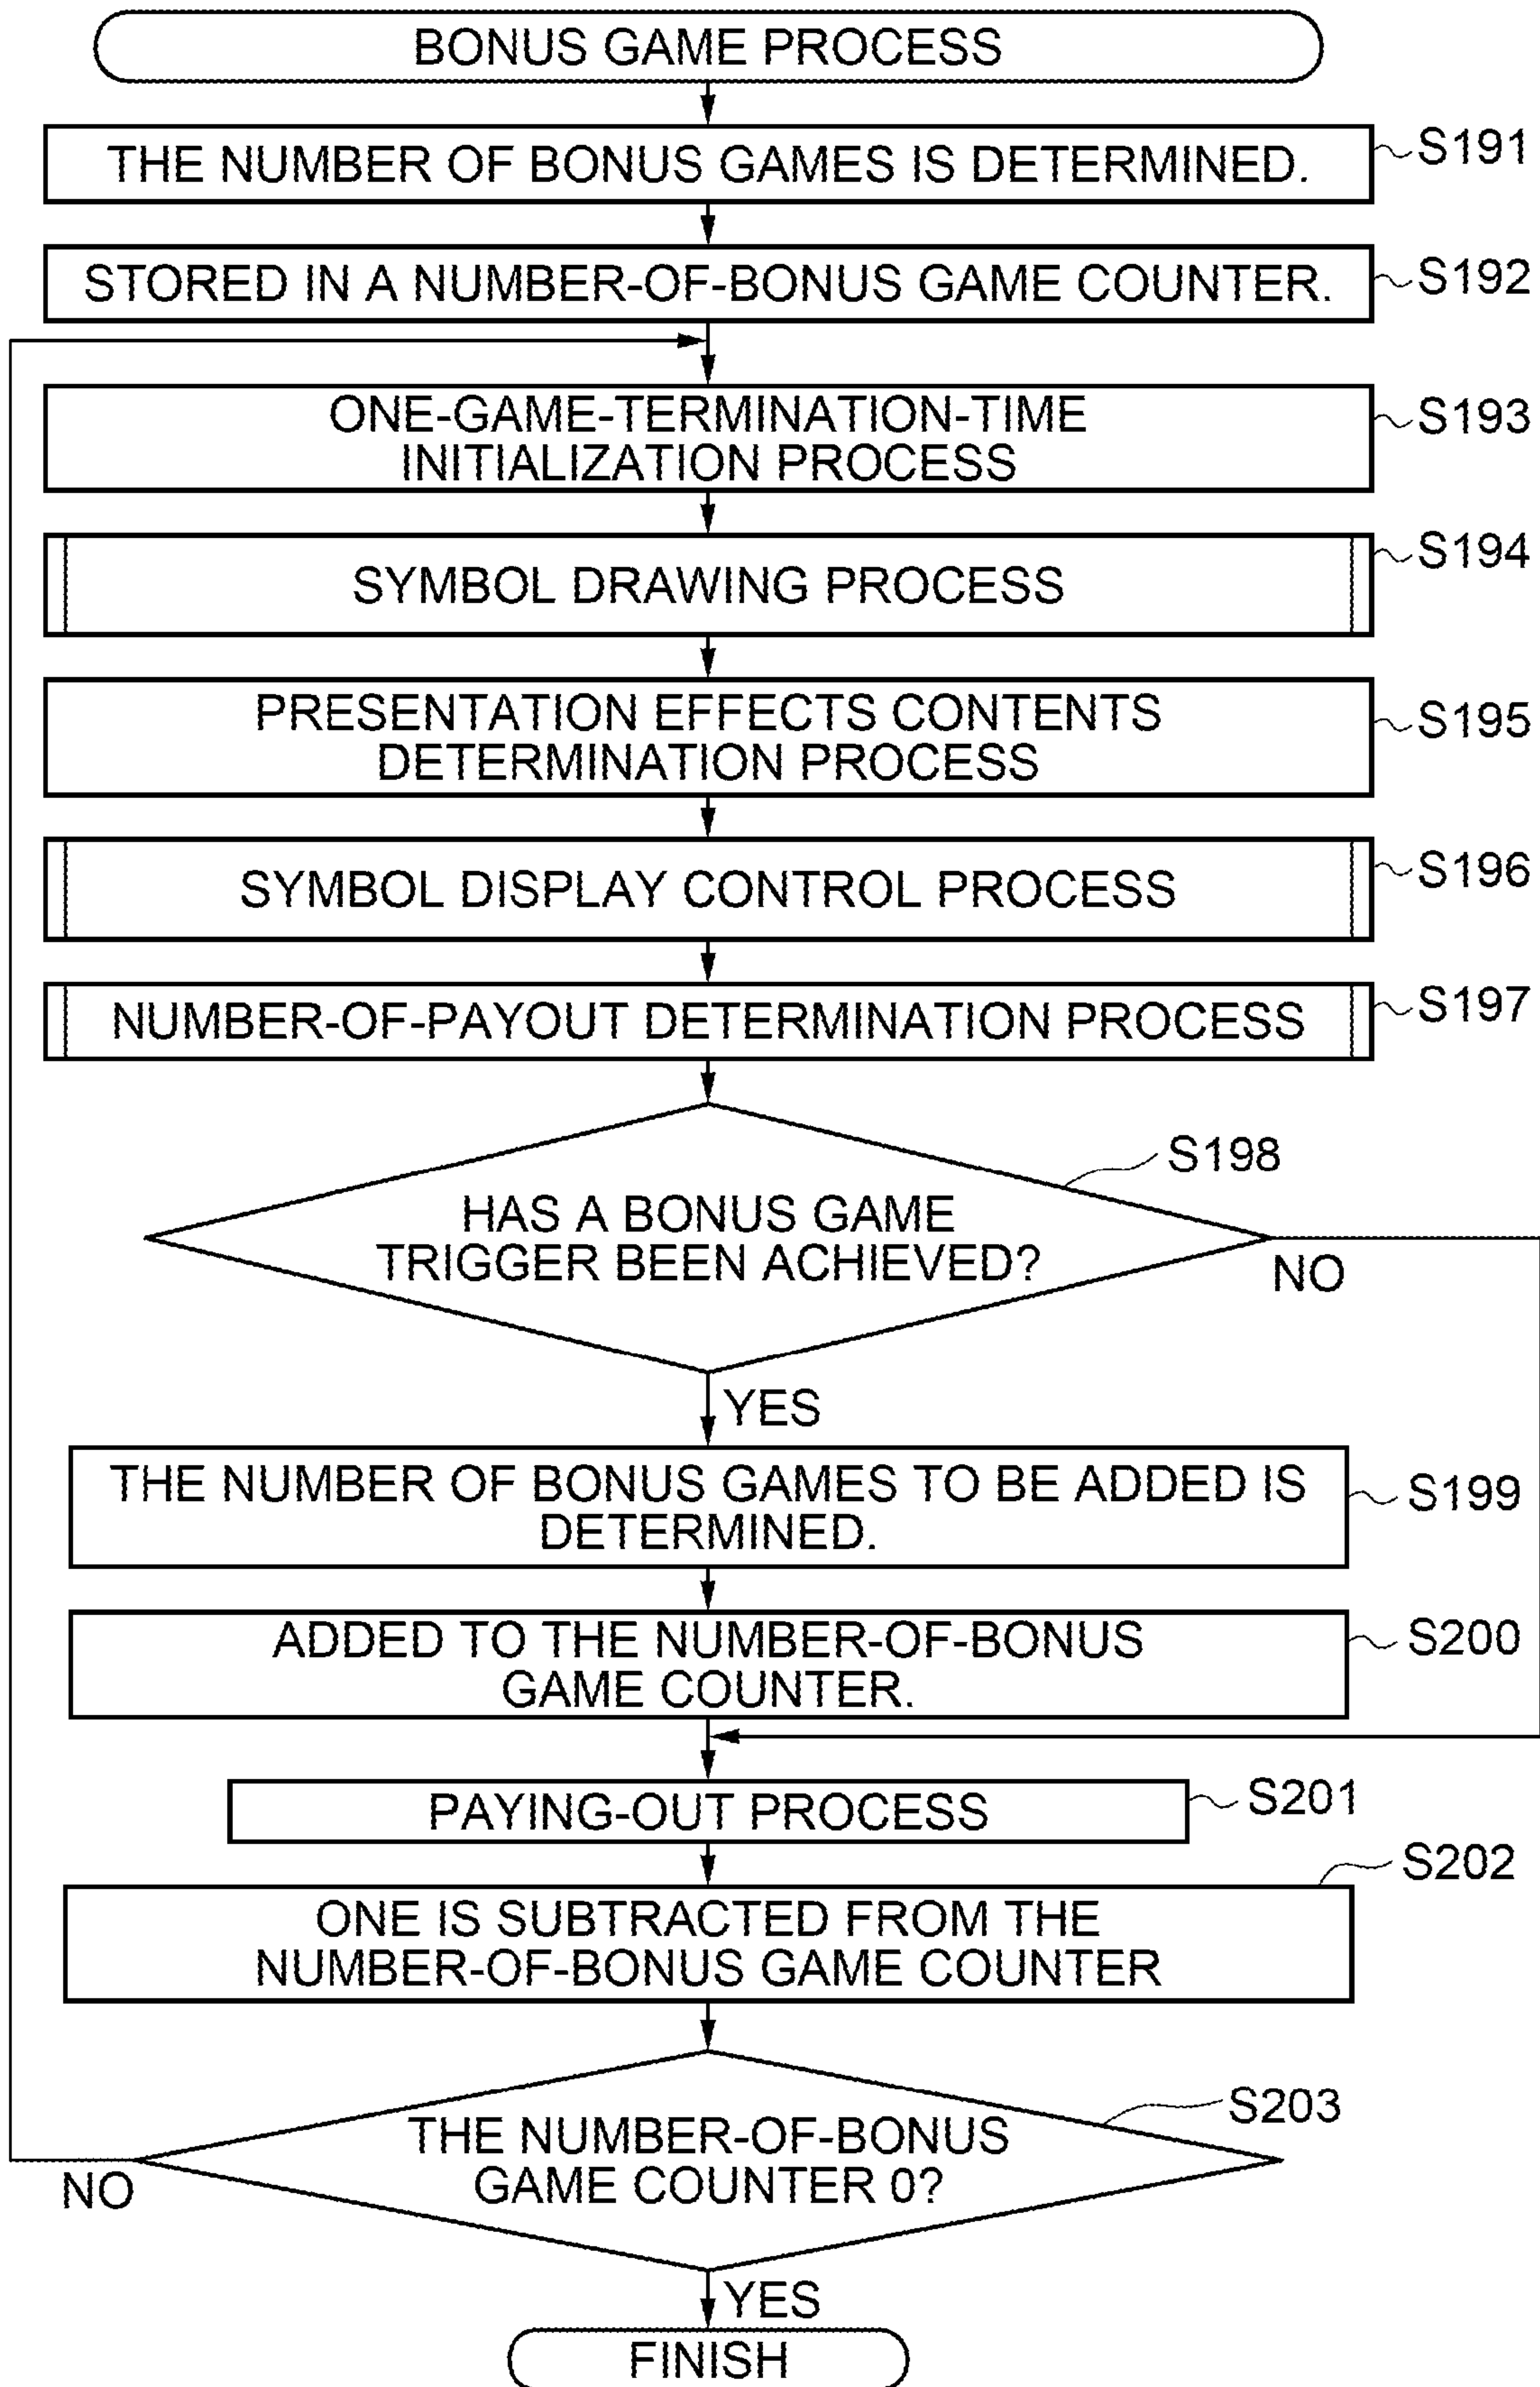 BONUS GAME PROCESS
THE NUMBER OF BONUS GAMES IS DETERMINED.
S191
STORED IN A NUMBER-OF-BONUS GAME COUNTER.
S192
ONE-GAME-TERMINATION-TIME
INITIALIZATION PROCESS
S193
SYMBOL DRAWING PROCESS
S194
PRESENTATION EFFECTS CONTENTS
DETERMINATION PROCESS
S195
SYMBOL DISPLAY CONTROL PROCESS
S196
NUMBER-OF-PAYOUT DETERMINATION PROCESS
S197
HAS A BONUS GAME
TRIGGER BEEN ACHIEVED?
S198
NO
YES
THE NUMBER OF BONUS GAMES TO BE ADDED IS
DETERMINED.
S199
ADDED TO THE NUMBER-OF-BONUS
GAME COUNTER.
S200
PAYING-OUT PROCESS
S201
ONE IS SUBTRACTED FROM THE
NUMBER-OF-BONUS GAME COUNTER
S202
THE NUMBER-OF-BONUS
GAME COUNTER 0?
S203
NO
YES
FINISH